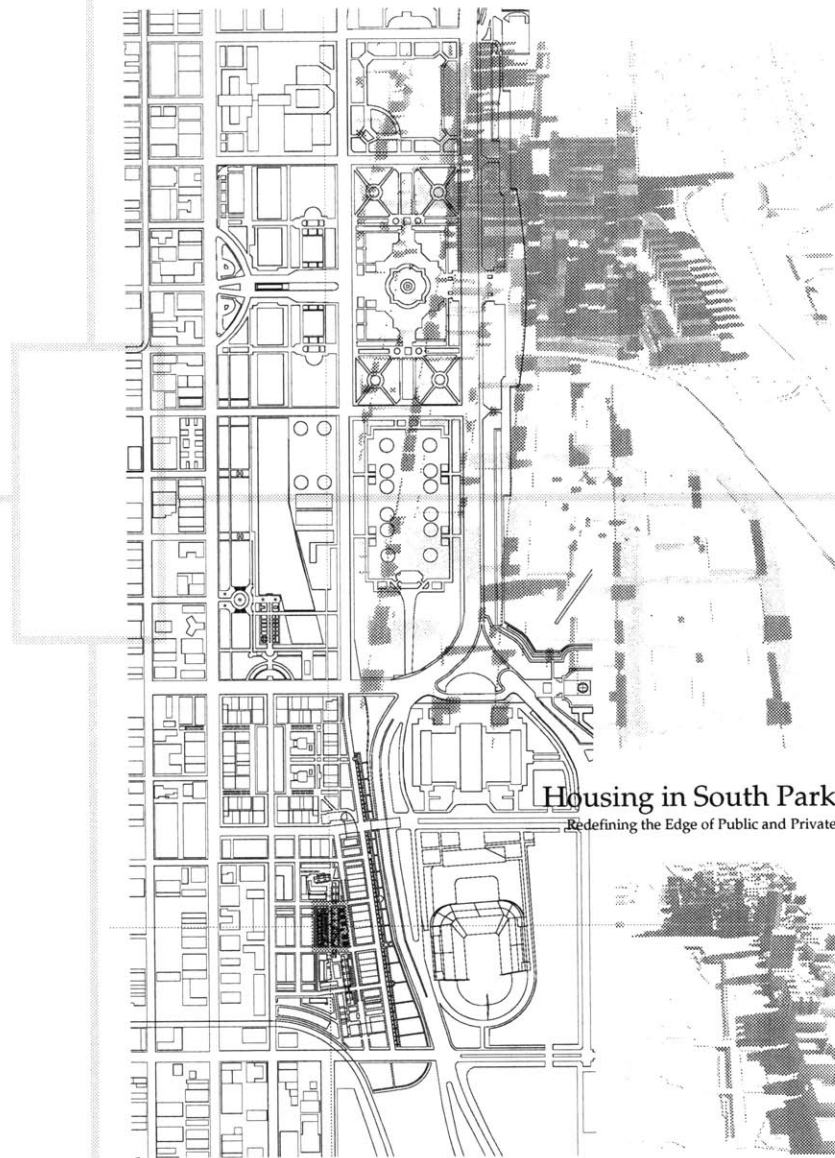 Housing in South Park
Redefining the Edge of Public and Private